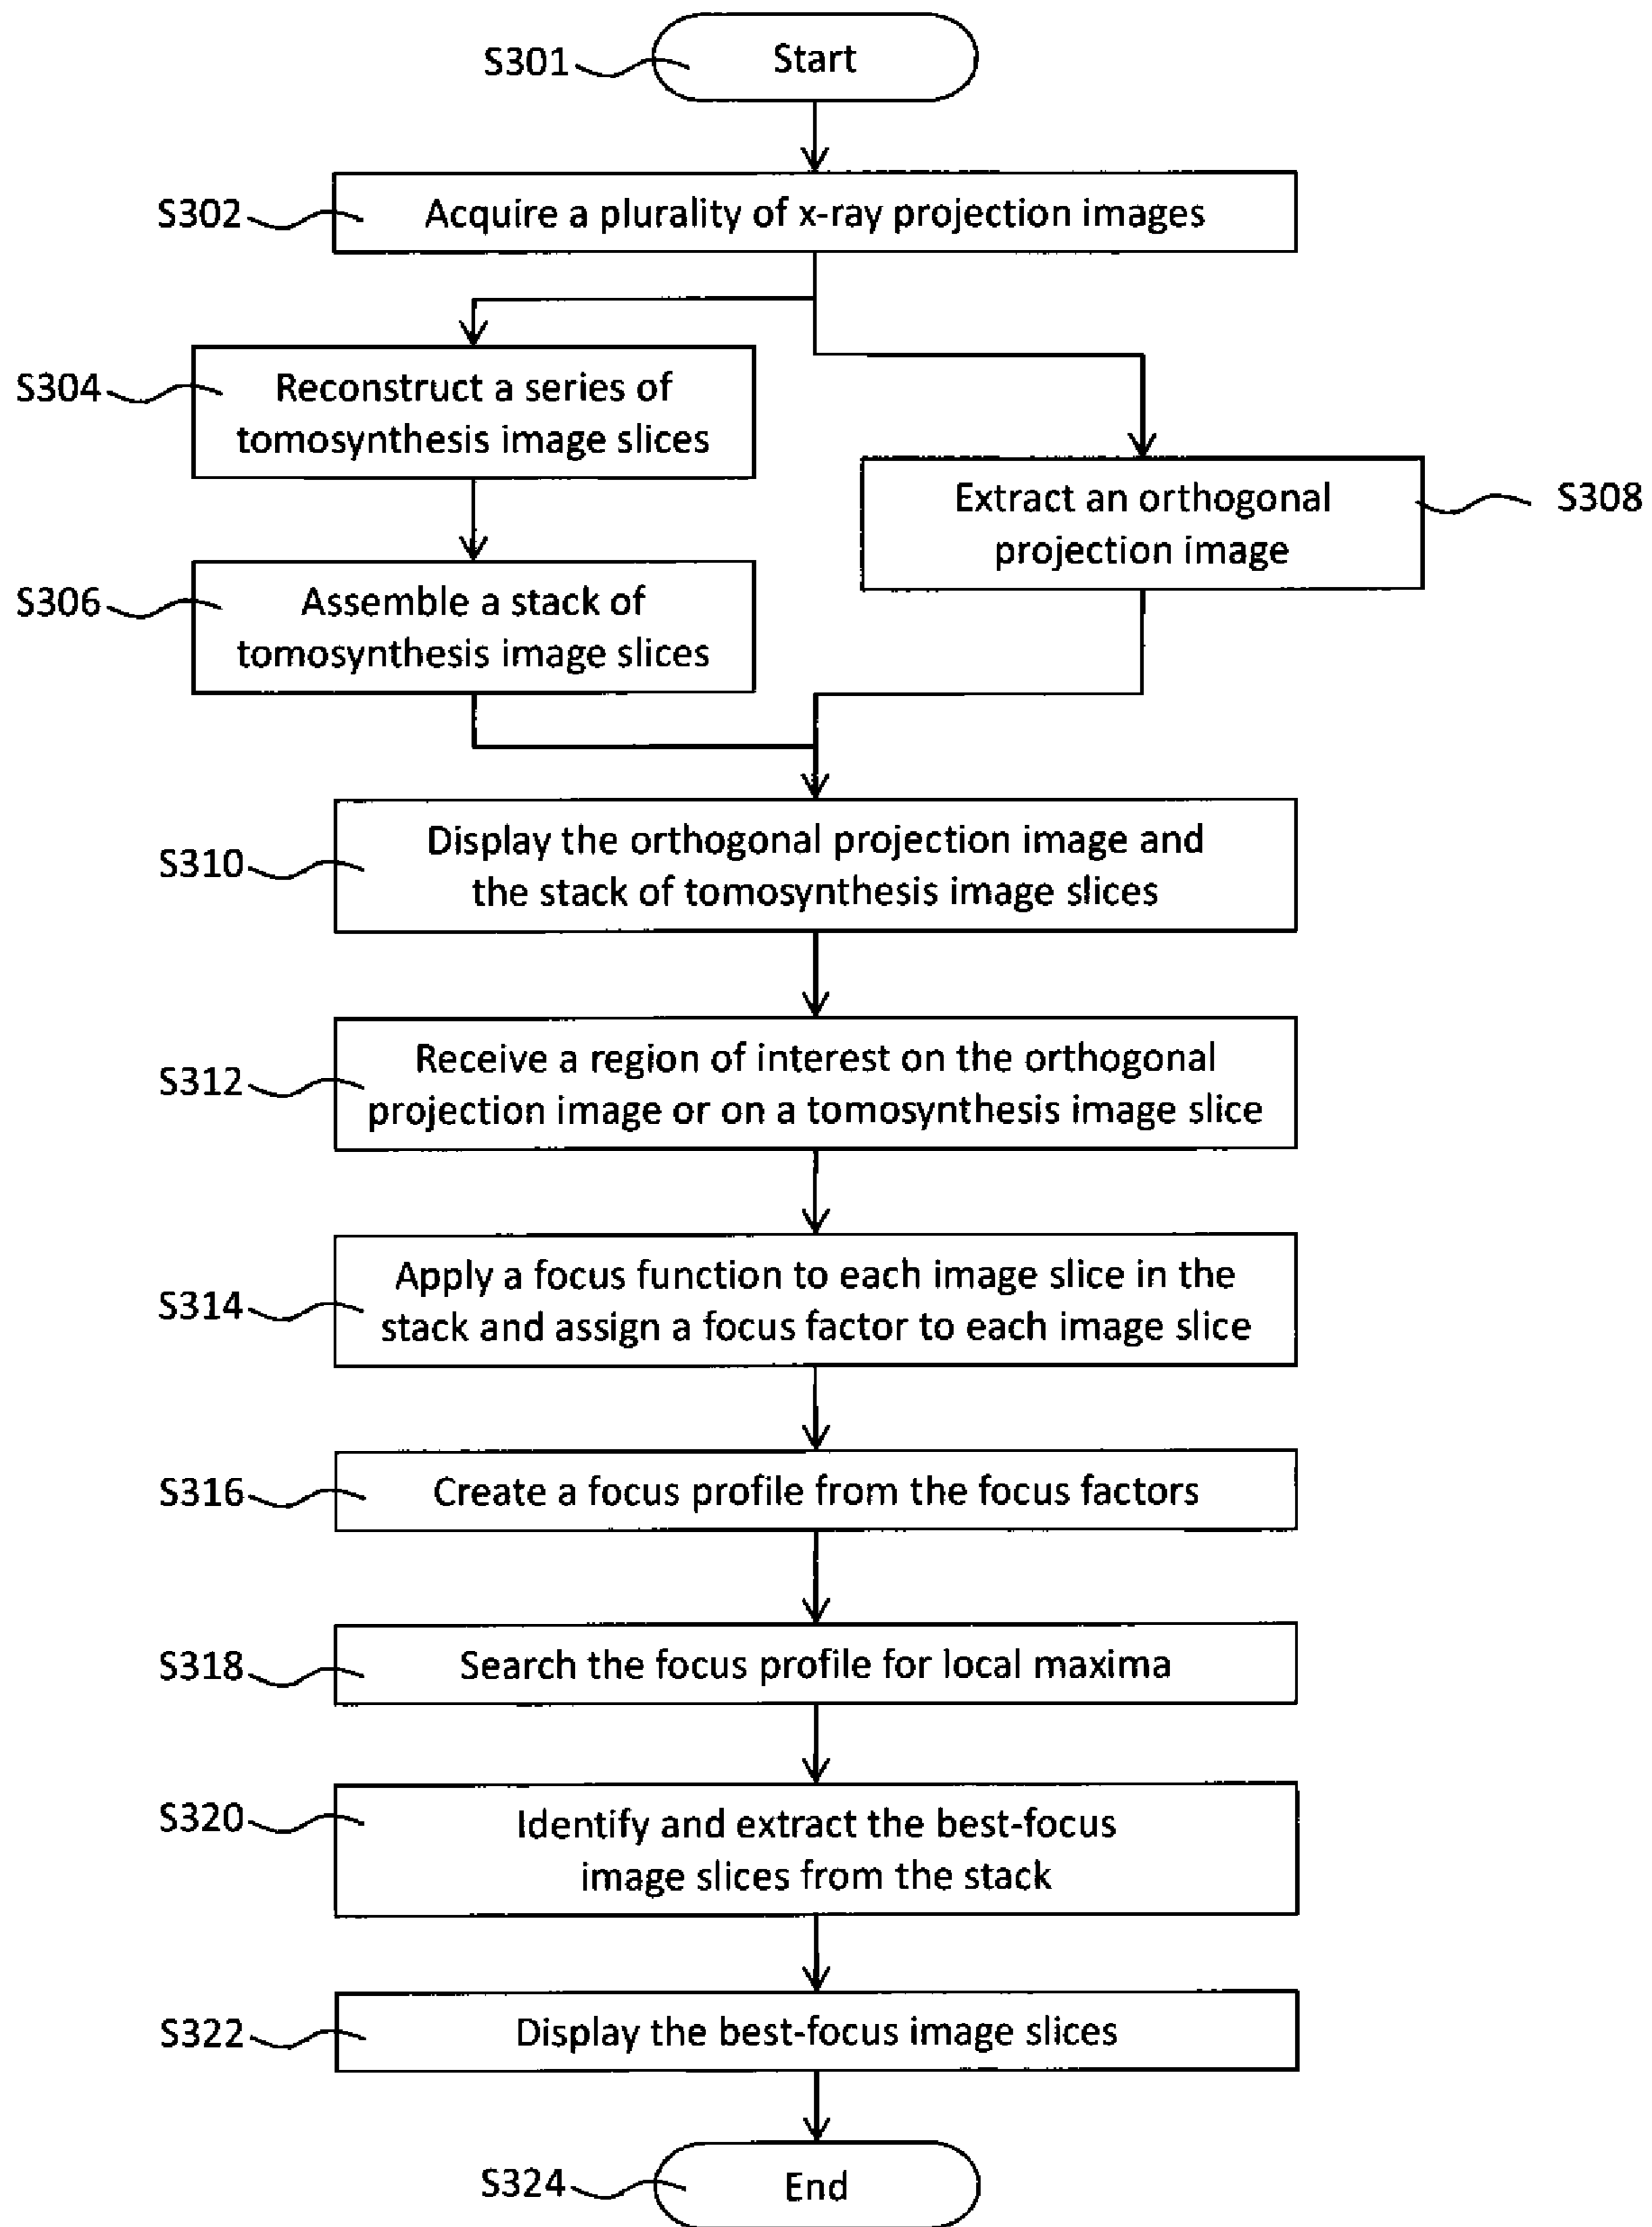 S301
Start
S302
Acquire a plurality of x-ray projection images
S304
Reconstruct a series of
tomosynthesis image slices
S308
Extract an orthogonal
projection image
S306
Assemble a stack of
tomosynthesis image slices
S310
Display the orthogonal projection image and
the stack of tomosynthesis image slices
S312
Receive a region of interest on the orthogonal
projection image or on a tomosynthesis image slice
S314
Apply a focus function to each image slice in the
stack and assign a focus factor to each image slice
S316
Create a focus profile from the focus factors
S318
Search the focus profile for local maxima
S320
Identify and extract the best-focus
image slices from the stack
S322
Display the best-focus image slices
S324
End